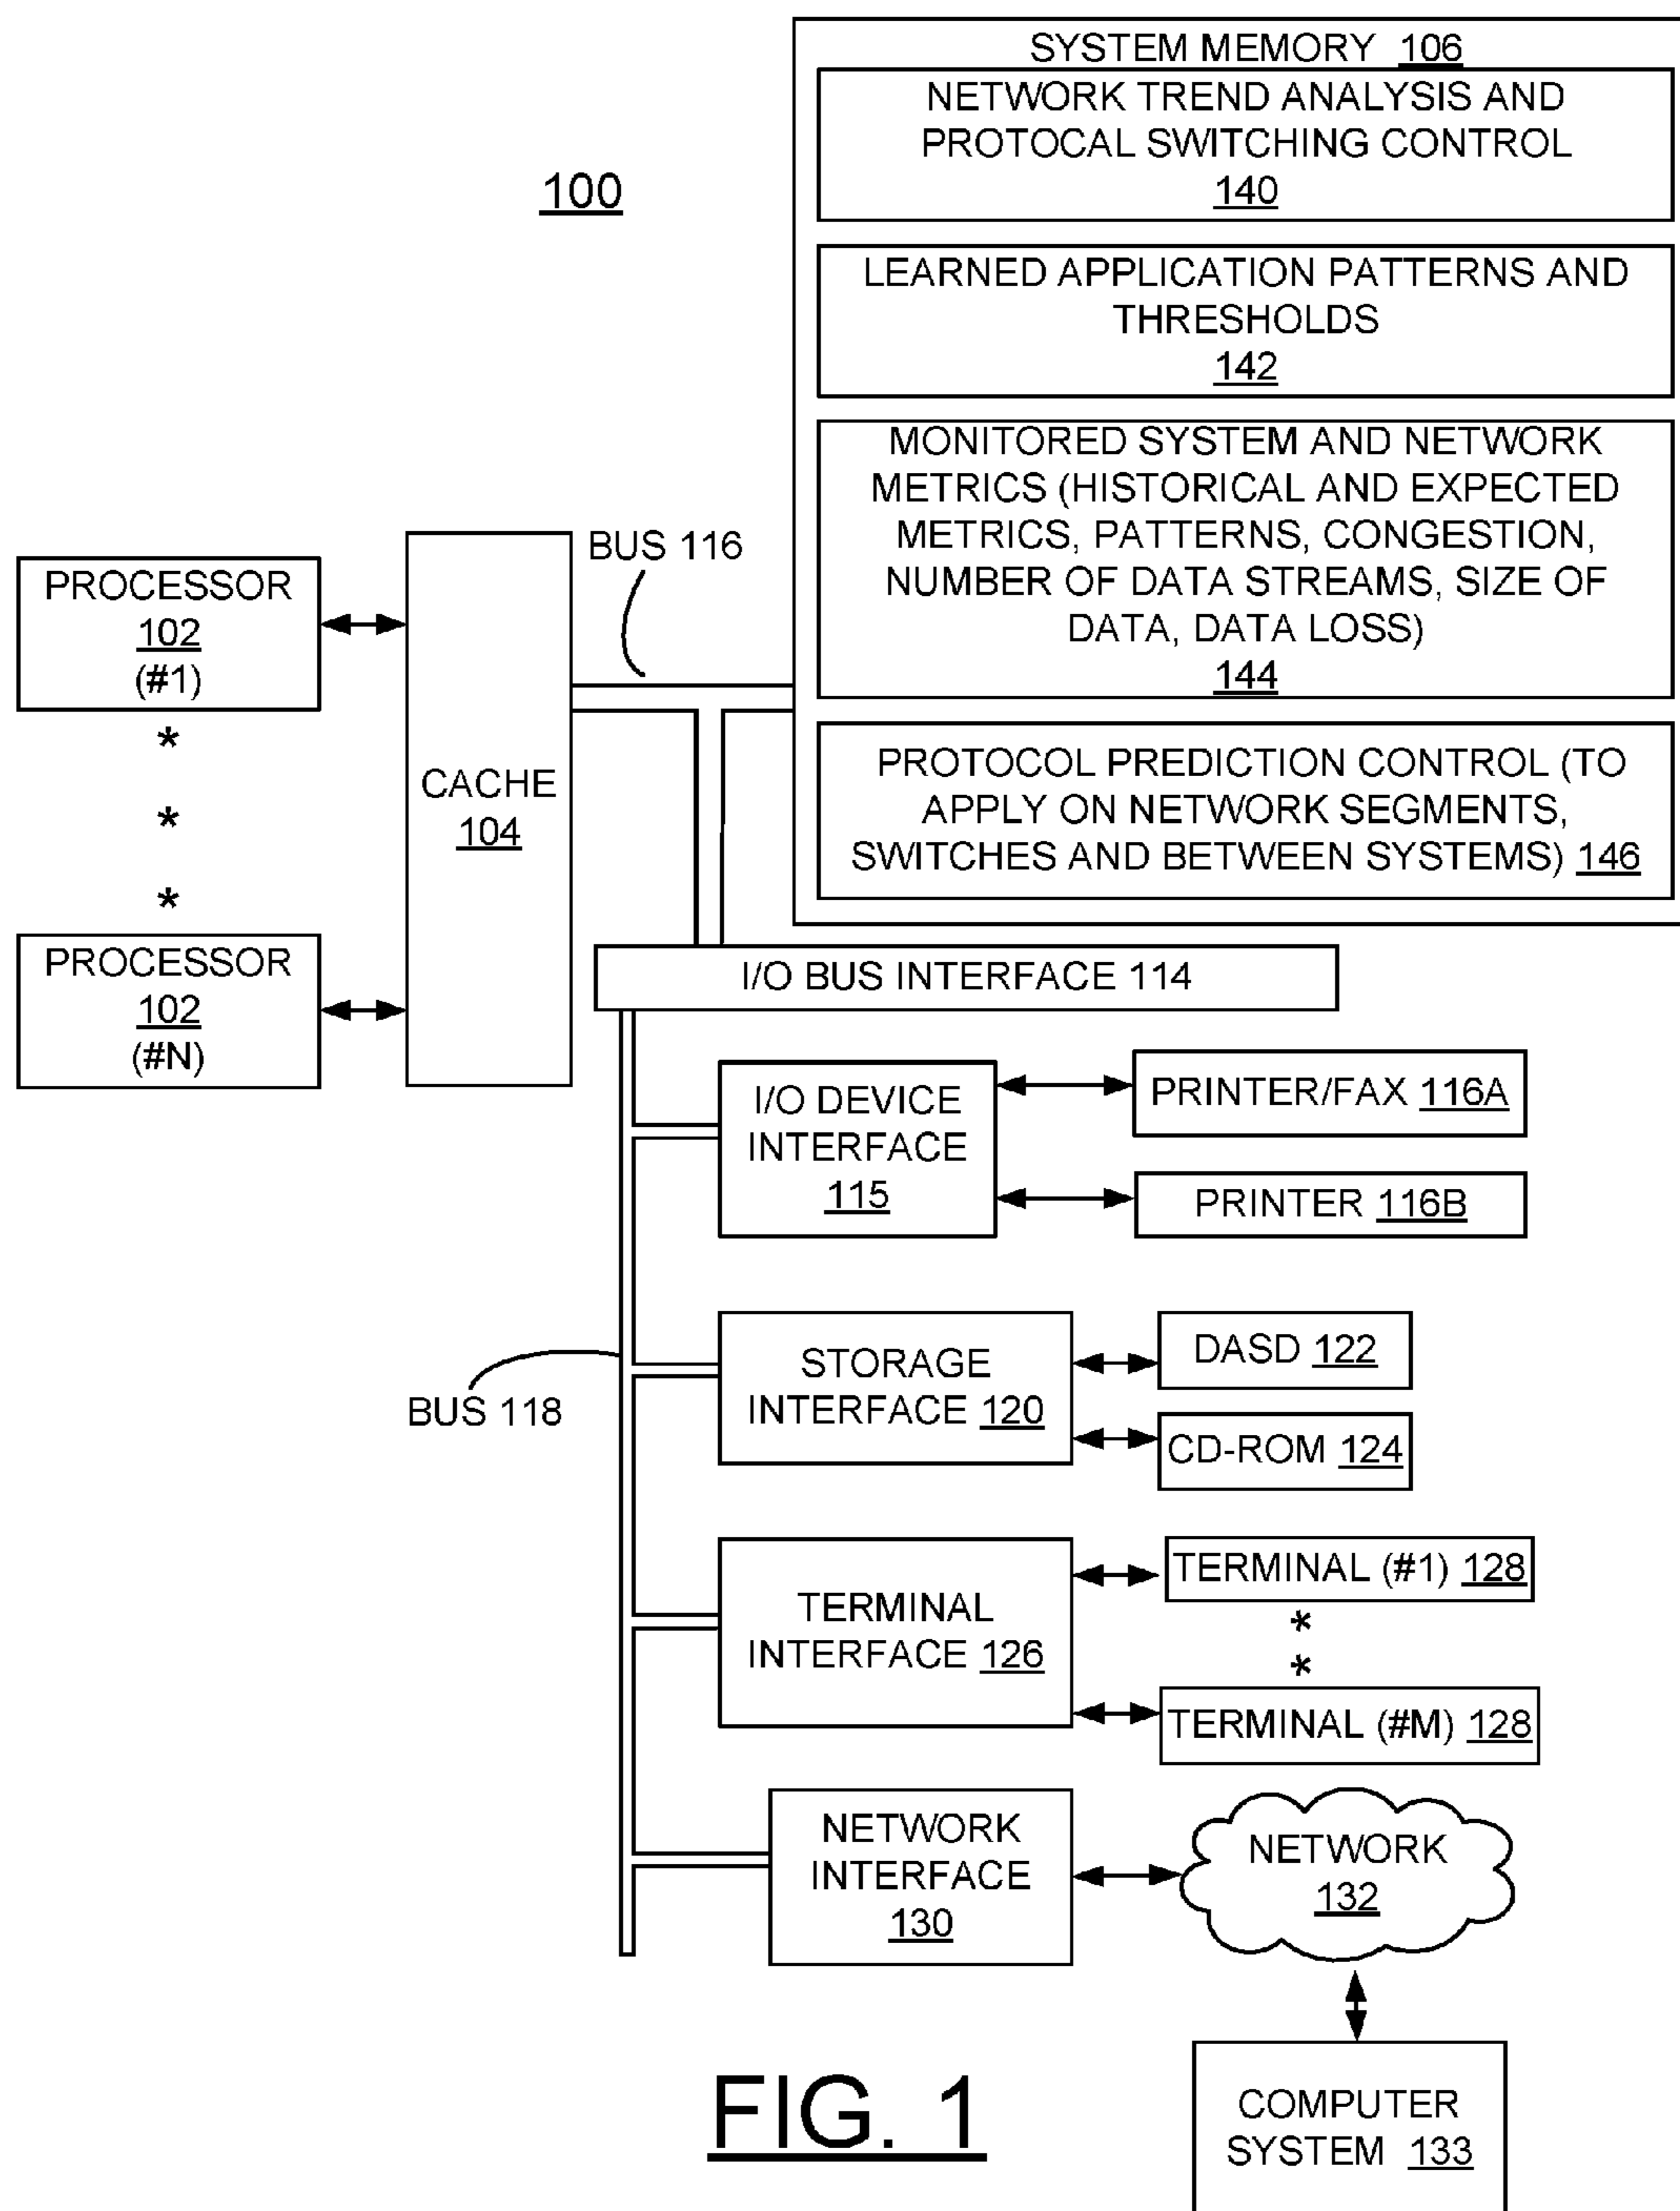 100
SYSTEM MEMORY 106
NETWORK TREND ANALYSIS AND
PROTOCAL SWITCHING CONTROL
140
LEARNED APPLICATION PATTERNS AND
THRESHOLDS
142
MONITORED SYSTEM AND NETWORK
METRICS (HISTORICAL AND EXPECTED
METRICS, PATTERNS, CONGESTION,
NUMBER OF DATA STREAMS, SIZE OF
DATA, DATA LOSS)
144
PROTOCOL PREDICTION CONTROL (TO
APPLY ON NETWORK SEGMENTS,
SWITCHES AND BETWEEN SYSTEMS) 146
PROCESSOR
102
(#1)
*
*
*
PROCESSOR
102
(#N)
CACHE
104
BUS 116
I/O BUS INTERFACE 114
I/O DEVICE
INTERFACE
115
PRINTER/FAX 116A
PRINTER 116B
BUS 118
STORAGE
INTERFACE 120
DASD 122
CD-ROM 124
TERMINAL
INTERFACE 126
TERMINAL (#1) 128
*
*
TERMINAL (#M) 128
NETWORK
INTERFACE
130
NETWORK
132
COMPUTER
SYSTEM 133
FIG. 1